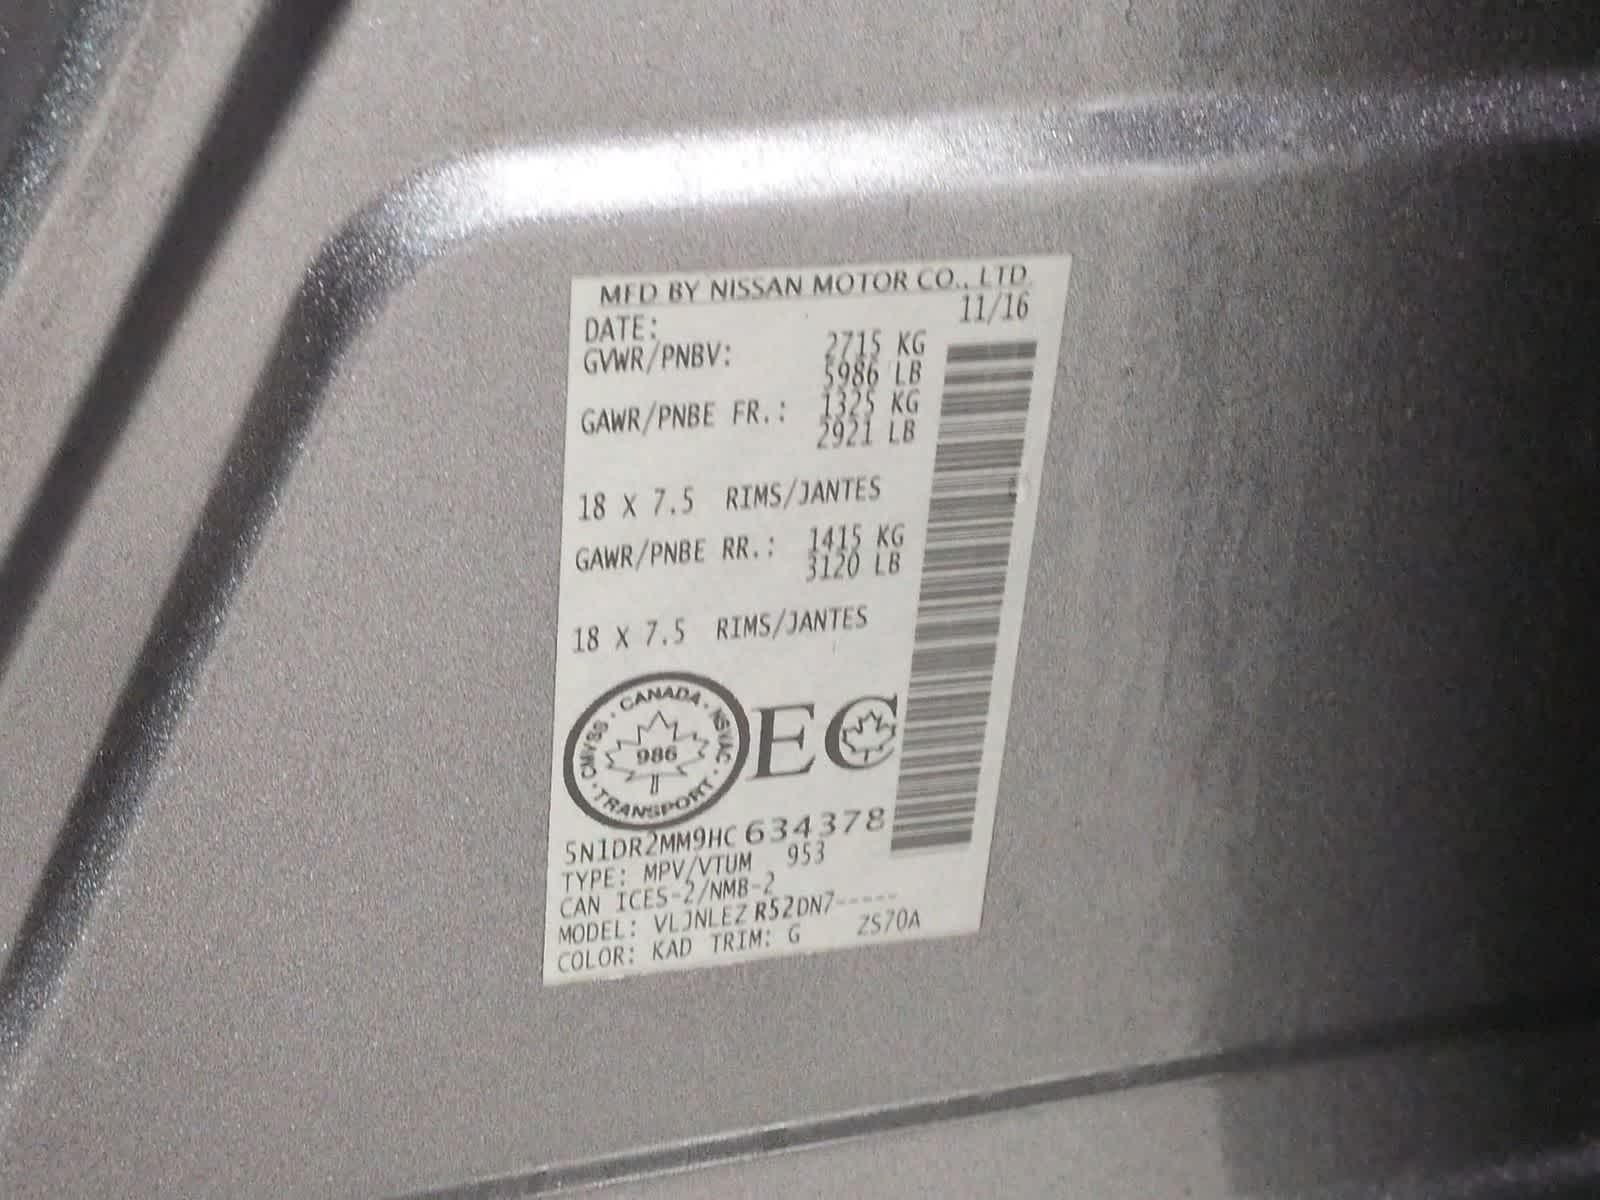 MFD BY NISSAN MOTOR CO., LTD.
DATE: 11/16
GVWR/PNBV: 2715 KG
5986 LB
GAWR/PNBE FR.: 1325 KG
2921 LB
18 X 7.5 RIMS/JANTES
GAWR/PNBE RR.: 1415 KG
3120 LB
18 X 7.5 RIMS/JANTES
CANADA · NSVAC · TRANSPORT · CMVSS ·
986
EC
5N1DR2MM9HC634378
TYPE: MPV/VTUM 953
CAN ICES-2/NMB-2
MODEL: VLJNLEZ R52DN7-----
COLOR: KAD TRIM: G ZS70A